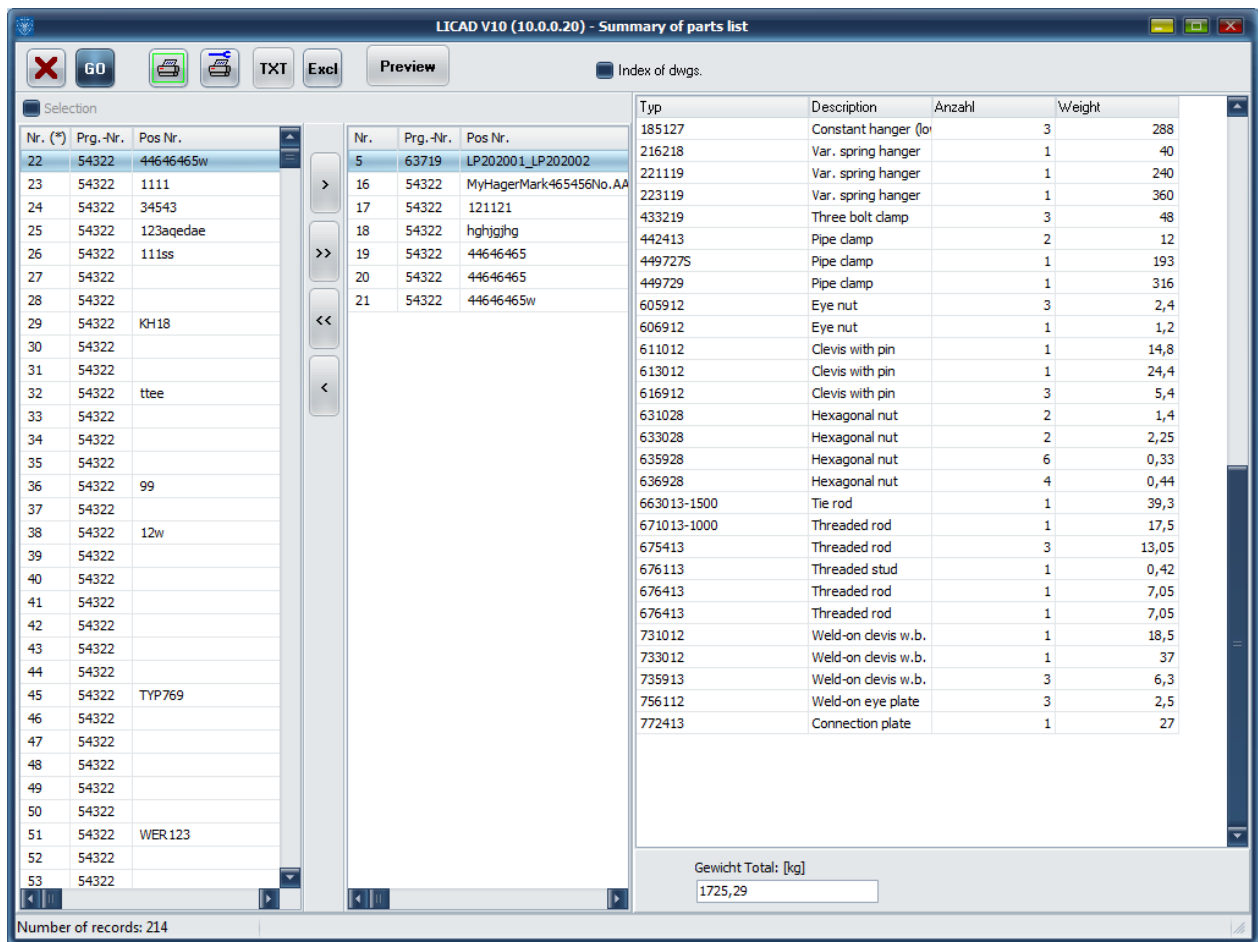 LICAD V10 (10.0.0.20) - Summary of parts list
GO TXT Excl Preview Index of dwgs.
Selection
Nr. (*) Prg.-Nr. Pos Nr.
22 54322 44646465w
23 54322 1111
24 54322 34543
25 54322 123aqedae
26 54322 111ss
27 54322
28 54322
29 54322 KH18
30 54322
31 54322
32 54322 ttee
33 54322
34 54322
35 54322
36 54322 99
37 54322
38 54322 12w
39 54322
40 54322
41 54322
42 54322
43 54322
44 54322
45 54322 TYP769
46 54322
47 54322
48 54322
49 54322
50 54322
51 54322 WER123
52 54322
53 54322
>
>>
<<
<
Nr. Prg.-Nr. Pos Nr.
5 63719 LP202001_LP202002
16 54322 MyHagerMark465456No.AA
17 54322 121121
18 54322 hghjgjhg
19 54322 44646465
20 54322 44646465
21 54322 44646465w
Typ Description Anzahl Weight
185127 Constant hanger (lo 3 288
216218 Var. spring hanger 1 40
221119 Var. spring hanger 1 240
223119 Var. spring hanger 1 360
433219 Three bolt clamp 3 48
442413 Pipe clamp 2 12
449727S Pipe clamp 1 193
449729 Pipe clamp 1 316
605912 Eye nut 3 2,4
606912 Eye nut 1 1,2
611012 Clevis with pin 1 14,8
613012 Clevis with pin 1 24,4
616912 Clevis with pin 3 5,4
631028 Hexagonal nut 2 1,4
633028 Hexagonal nut 2 2,25
635928 Hexagonal nut 6 0,33
636928 Hexagonal nut 4 0,44
663013-1500 Tie rod 1 39,3
671013-1000 Threaded rod 1 17,5
675413 Threaded rod 3 13,05
676113 Threaded stud 1 0,42
676413 Threaded rod 1 7,05
676413 Threaded rod 1 7,05
731012 Weld-on clevis w.b. 1 18,5
733012 Weld-on clevis w.b. 1 37
735913 Weld-on clevis w.b. 3 6,3
756112 Weld-on eye plate 3 2,5
772413 Connection plate 1 27
Gewicht Total: [kg]
1725,29
Number of records: 214